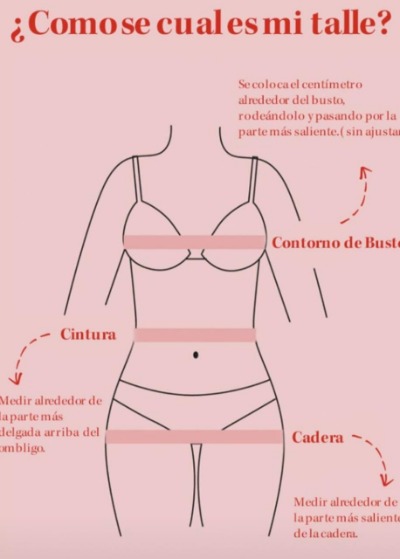 ¿Como se cual es mi talle?
Se coloca el centímetro
alrededor del busto,
rodeándolo y pasando por la
parte más saliente.( sin ajustar
Contorno de Busto
Cintura
Medir alrededor de
la parte más
delgada arriba del
ombligo.
Cadera
Medir alrededor de
la parte más saliente
de la cadera.